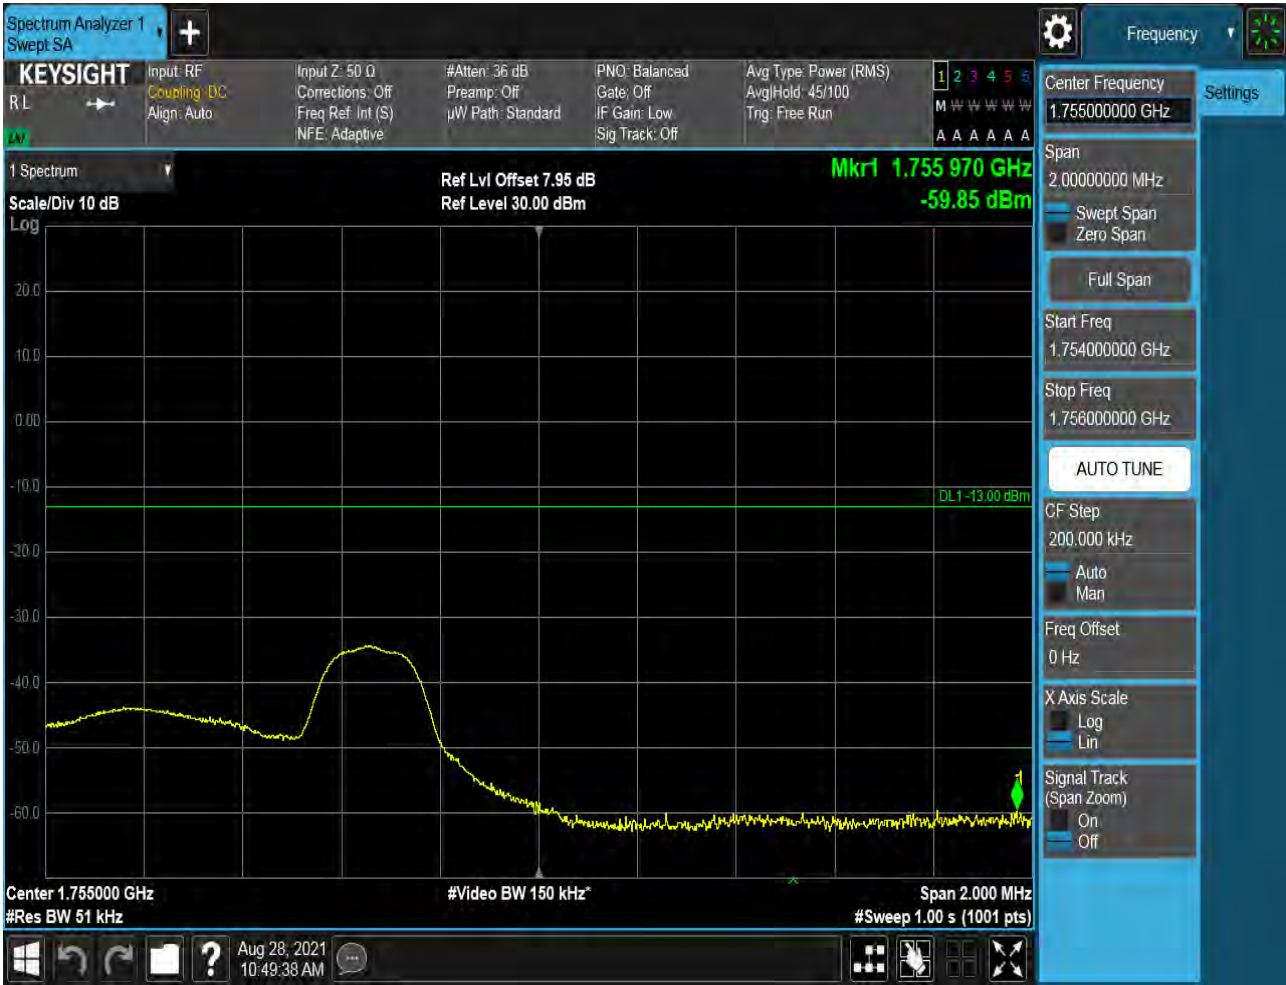 Spectrum Analyzer 1
Swept SA
Frequency
KEYSIGHT
RL
LXI
Input: RF
Coupling: DC
Align: Auto
Input Z: 50 Ω
Corrections: Off
Freq Ref: Int (S)
NFE: Adaptive
#Atten: 36 dB
Preamp: Off
µW Path: Standard
PNO: Balanced
Gate: Off
IF Gain: Low
Sig Track: Off
Avg Type: Power (RMS)
Avg|Hold: 45/100
Trig: Free Run
1 2 3 4 5 6
M W W W W W
A A A A A A
1 Spectrum
Scale/Div 10 dB
Log
Ref Lvl Offset 7.95 dB
Ref Level 30.00 dBm
Mkr1 1.755 970 GHz
-59.85 dBm
20.0
10.0
0.00
-10.0
-20.0
-30.0
-40.0
-50.0
-60.0
DL1 -13.00 dBm
1
Center 1.755000 GHz
#Res BW 51 kHz
#Video BW 150 kHz*
Span 2.000 MHz
#Sweep 1.00 s (1001 pts)
Aug 28, 2021
10:49:38 AM
Center Frequency
1.755000000 GHz
Settings
Span
2.00000000 MHz
Swept Span
Zero Span
Full Span
Start Freq
1.754000000 GHz
Stop Freq
1.756000000 GHz
AUTO TUNE
CF Step
200.000 kHz
Auto
Man
Freq Offset
0 Hz
X Axis Scale
Log
Lin
Signal Track
(Span Zoom)
On
Off